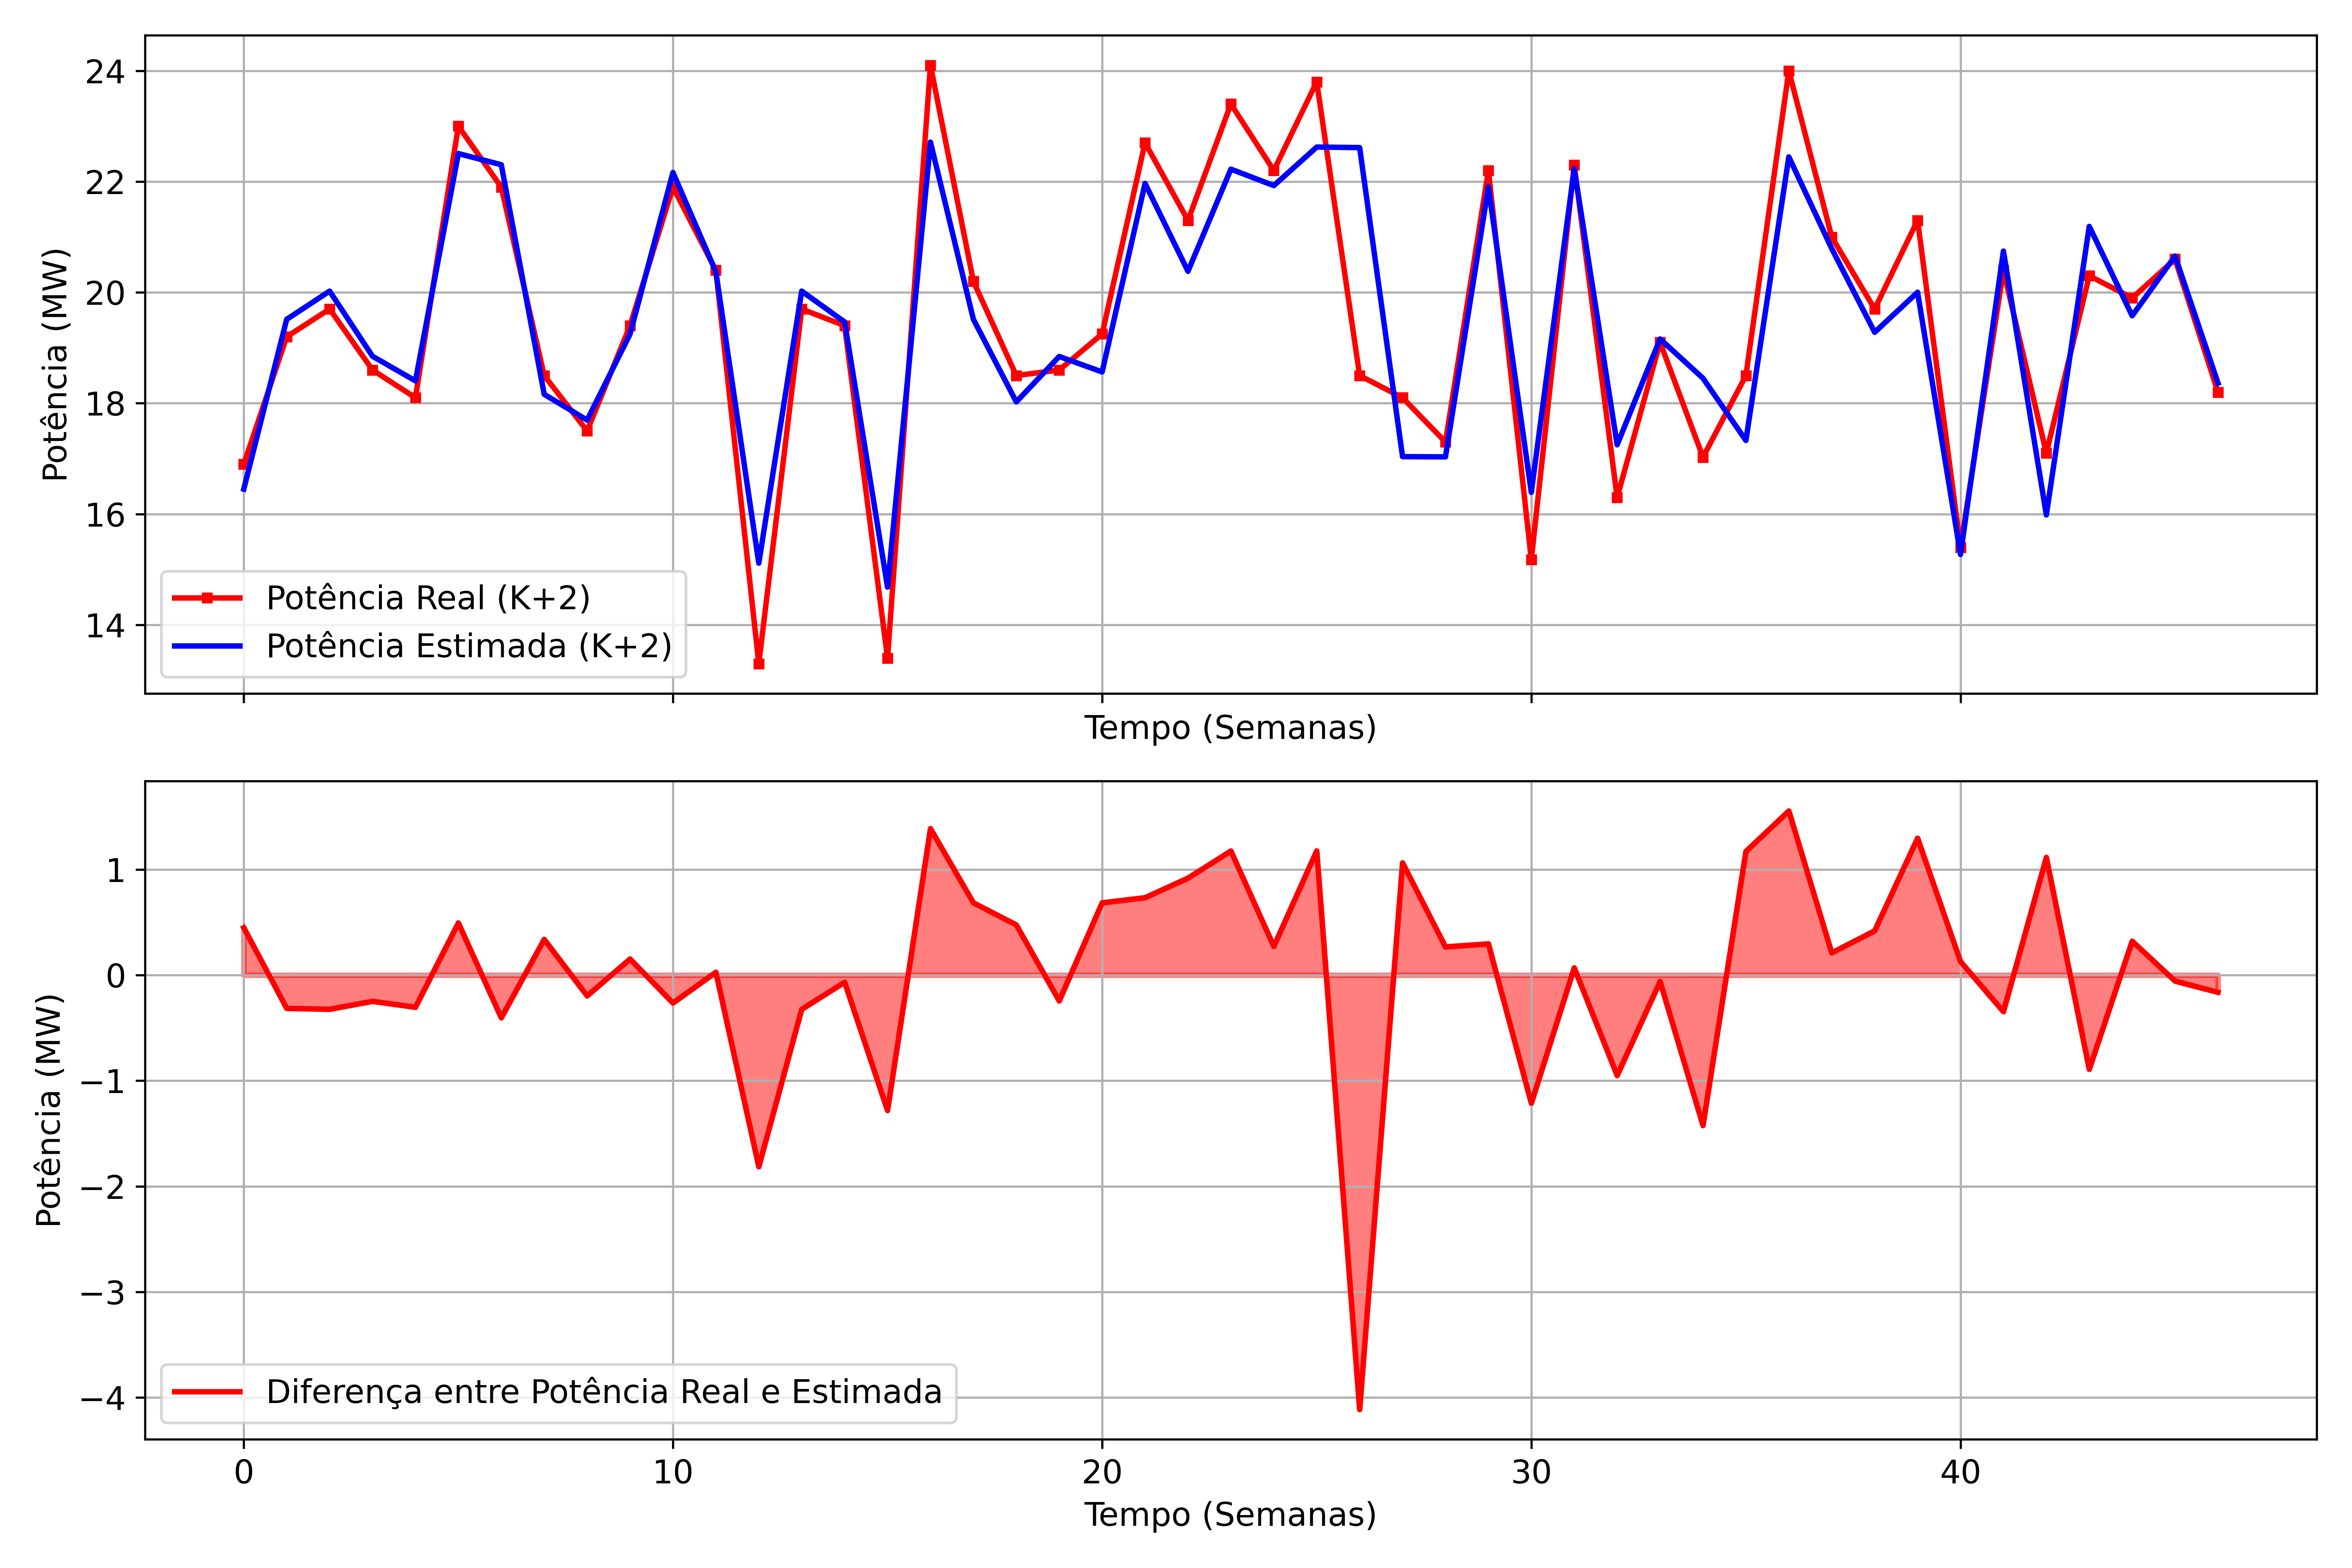 24
22
20
18
16
14
Potência (MW)
Potência Real (K+2)
Potência Estimada (K+2)
Tempo (Semanas)
1
0
−1
−2
−3
−4
Potência (MW)
Diferença entre Potência Real e Estimada
0 10 20 30 40
Tempo (Semanas)